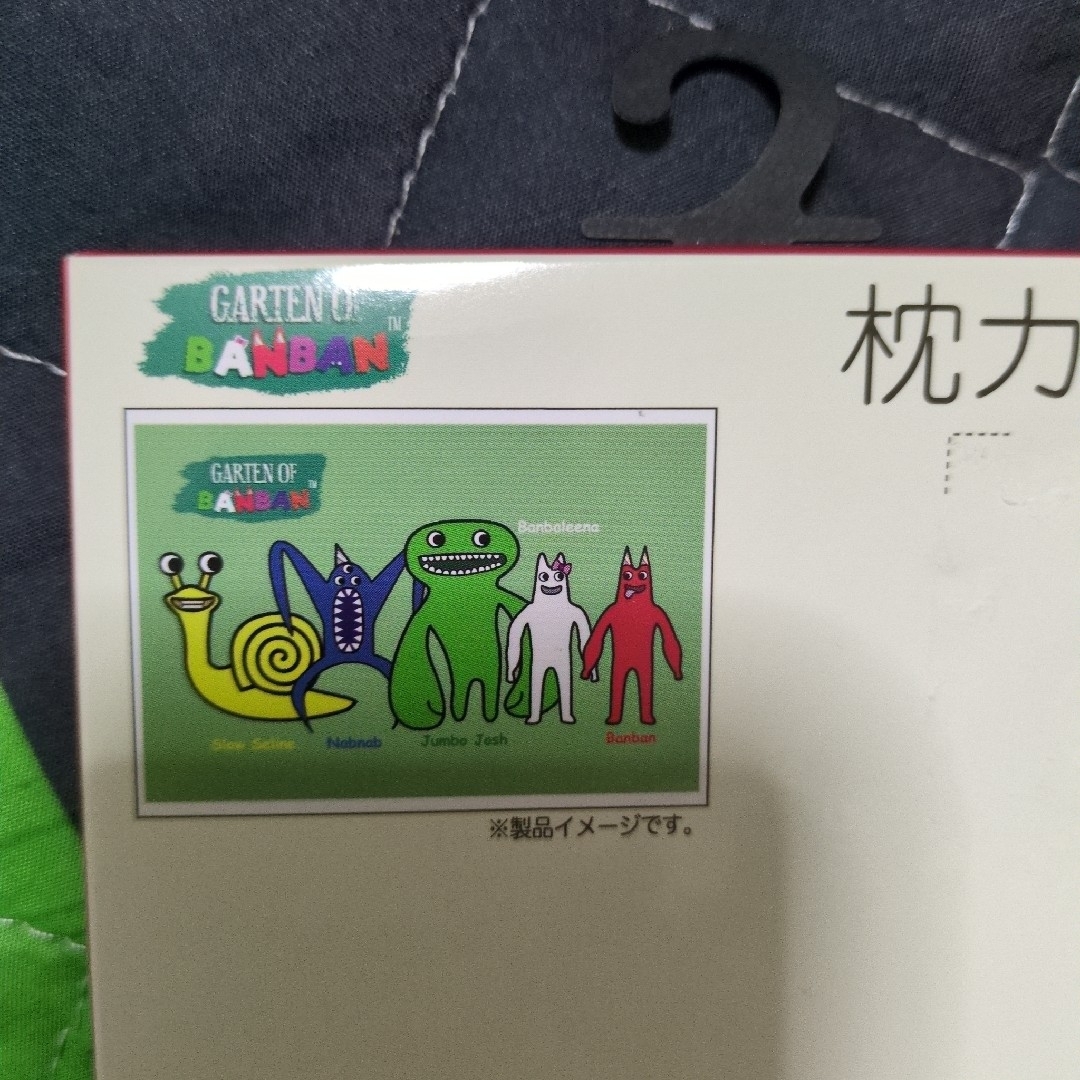 GARTEN OF
BANBAN
TM
枕カ
GARTEN OF
BANBAN
TM
Banbaleena
Slow Seline
Nabnab
Jumbo Josh
Banban
※製品イメージです。